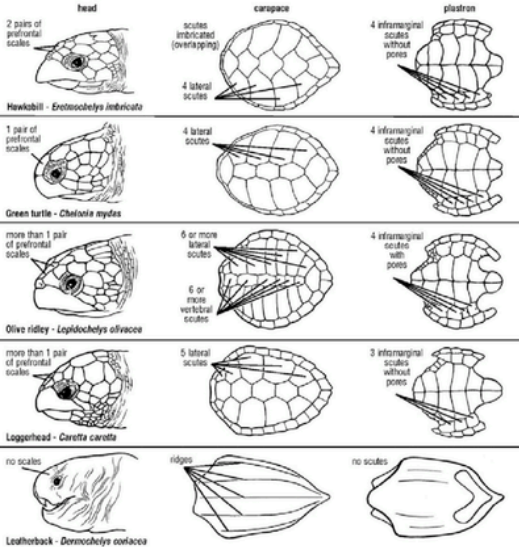 head
carapace
plastron
2 pairs of
prefrontal
scales
scutes
imbricated
(overlapping)
4 lateral
scutes
4 inframarginal
scutes
without
pores
Hawksbill - Eretmochelys imbricata
1 pair of
prefrontal
scales
4 lateral
scutes
4 inframarginal
scutes
without
pores
Green turtle - Chelonia mydas
more than 1 pair
of prefrontal
scales
6 or more
lateral
scutes
6 or
more
vertebral
scutes
4 inframarginal
scutes
with
pores
Olive ridley - Lepidochelys olivacea
more than 1 pair
of prefrontal
scales
5 lateral
scutes
3 inframarginal
scutes
without
pores
Loggerhead - Caretta caretta
no scales
ridges
no scutes
Leatherback - Dermochelys coriacea